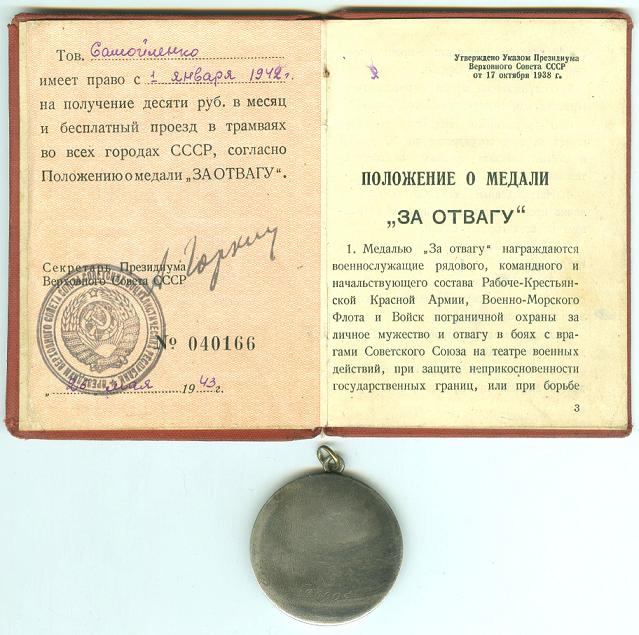 Тов. Самойленко
имеет право с 1 января 1942 г.
на получение десяти руб. в месяц
и бесплатный проезд в трамваях
во всех городах СССР, согласно
Положению о медали „ЗА ОТВАГУ“.
Секретарь Президиума
Верховного Совета СССР
А. Горкин
№ 040166
„25 мая 1943 г.
Утверждено Указом Президиума
Верховного Совета СССР
от 17 октября 1938 г.
ПОЛОЖЕНИЕ О МЕДАЛИ
„ЗА ОТВАГУ“
1. Медалью „За отвагу“ награждаются
военнослужащие рядового, командного и
начальствующего состава Рабоче-Крестьян-
ской Красной Армии, Военно-Морского
Флота и Войск пограничной охраны за
личное мужество и отвагу в боях с вра-
гами Советского Союза на театре военных
действий, при защите неприкосновенности
государственных границ, или при борьбе
3